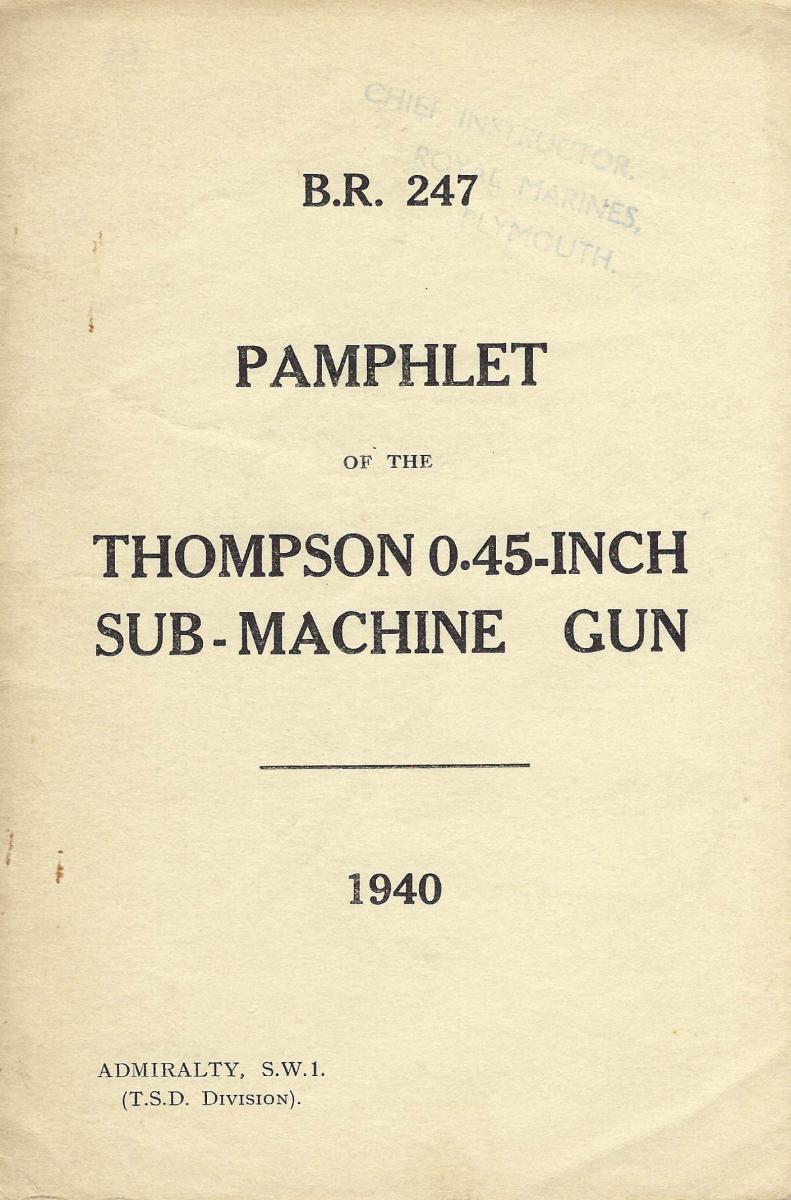 CHIEF INSTRUCTOR.
ROYAL MARINES,
PLYMOUTH.
B.R. 247
PAMPHLET
OF THE
THOMPSON 0.45-INCH
SUB-MACHINE GUN
1940
ADMIRALTY, S.W.1.
(T.S.D. DIVISION).